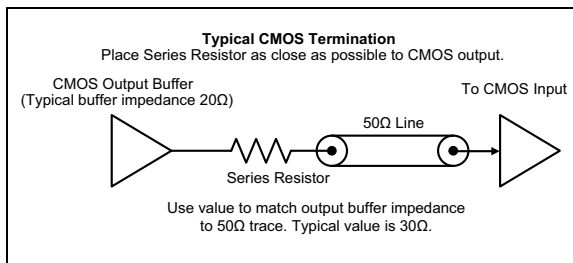 Typical CMOS Termination
Place Series Resistor as close as possible to CMOS output.
CMOS Output Buffer
(Typical buffer impedance 20Ω)
To CMOS Input
50Ω Line
Series Resistor
Use value to match output buffer impedance
to 50Ω trace. Typical value is 30Ω.